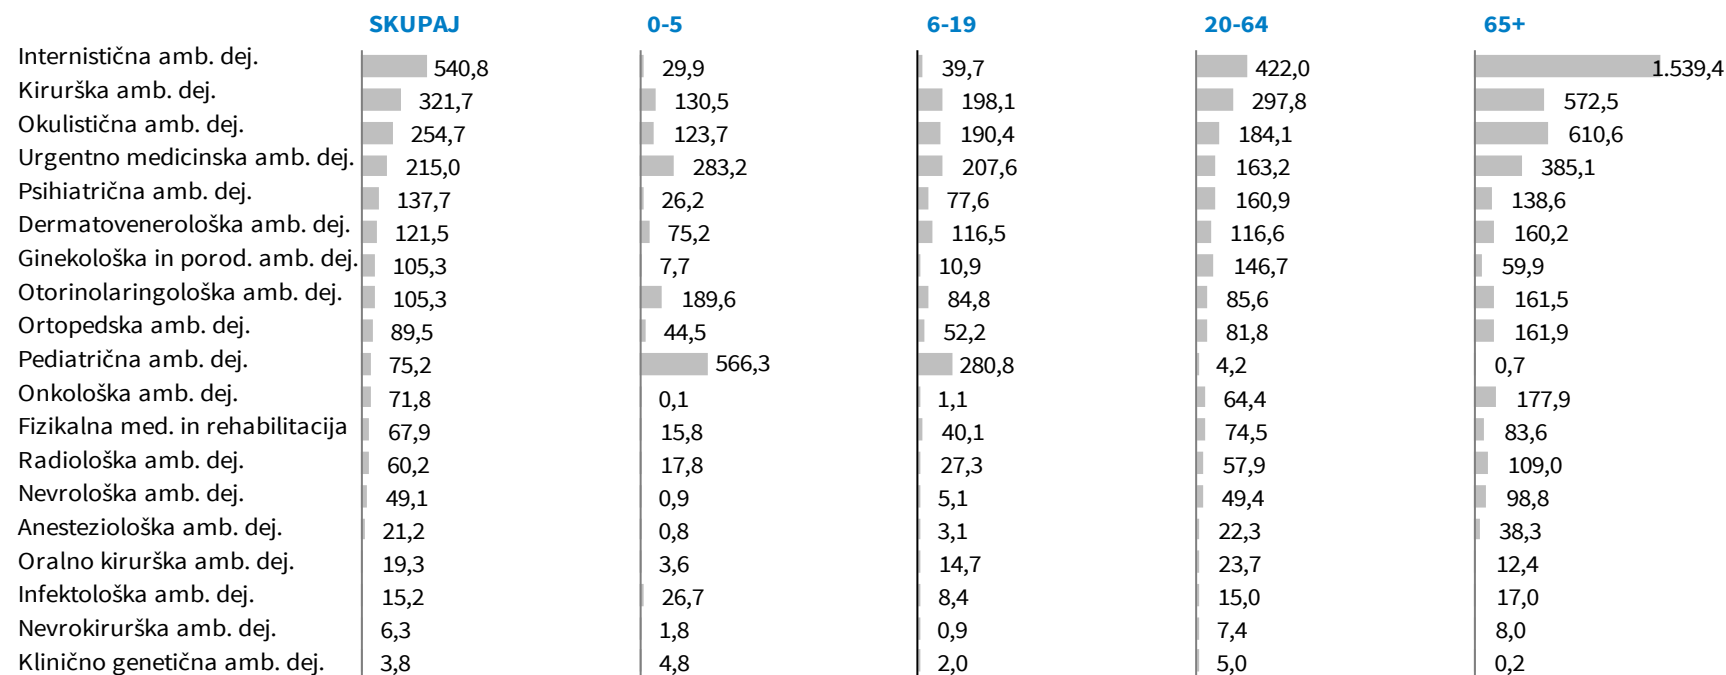 SKUPAJ 0-5 6-19 20-64 65+
Internistična amb. dej. 540,8 29,9 39,7 422,0 1.539,4
Kirurška amb. dej. 321,7 130,5 198,1 297,8 572,5
Okulistična amb. dej. 254,7 123,7 190,4 184,1 610,6
Urgentno medicinska amb. dej. 215,0 283,2 207,6 163,2 385,1
Psihiatrična amb. dej. 137,7 26,2 77,6 160,9 138,6
Dermatovenerološka amb. dej. 121,5 75,2 116,5 116,6 160,2
Ginekološka in porod. amb. dej. 105,3 7,7 10,9 146,7 59,9
Otorinolaringološka amb. dej. 105,3 189,6 84,8 85,6 161,5
Ortopedska amb. dej. 89,5 44,5 52,2 81,8 161,9
Pediatrična amb. dej. 75,2 566,3 280,8 4,2 0,7
Onkološka amb. dej. 71,8 0,1 1,1 64,4 177,9
Fizikalna med. in rehabilitacija 67,9 15,8 40,1 74,5 83,6
Radiološka amb. dej. 60,2 17,8 27,3 57,9 109,0
Nevrološka amb. dej. 49,1 0,9 5,1 49,4 98,8
Anesteziološka amb. dej. 21,2 0,8 3,1 22,3 38,3
Oralno kirurška amb. dej. 19,3 3,6 14,7 23,7 12,4
Infektološka amb. dej. 15,2 26,7 8,4 15,0 17,0
Nevrokirurška amb. dej. 6,3 1,8 0,9 7,4 8,0
Klinično genetična amb. dej. 3,8 4,8 2,0 5,0 0,2